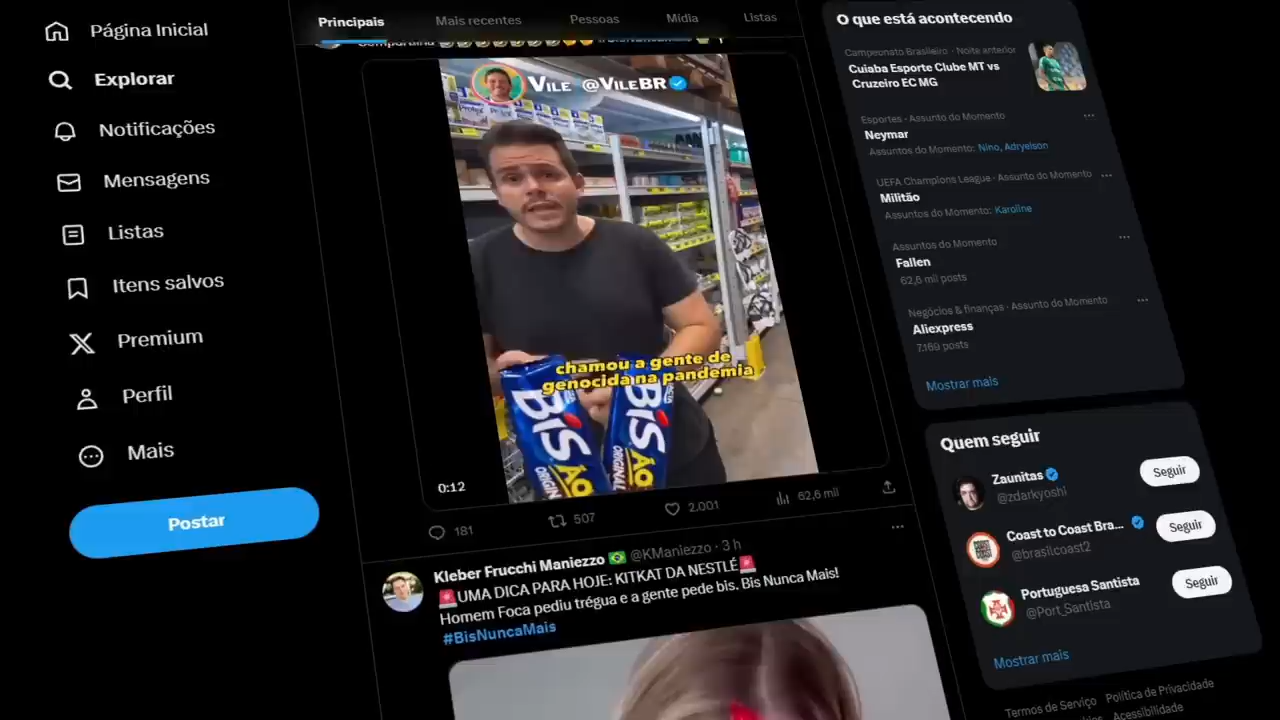 Página Inicial
Explorar
Notificações
Mensagens
Listas
Itens salvos
Premium
Perfil
Mais
Postar
Principais
Mais recentes
Pessoas
Mídia
Listas
VILE @VILEBR
chamou a gente de
genocida na pandemia
BIS
ORIGINAL
BIS
ORIGINAL
0:12
181
507
2.001
62,6 mil
Kleber Frucchi Maniezzo @KManiezzo · 3 h
UMA DICA PARA HOJE: KITKAT DA NESTLÉ
Homem Foca pediu trégua e a gente pede bis. Bis Nunca Mais!
#BisNuncaMais
O que está acontecendo
Campeonato Brasileiro · Noite anterior
Cuiaba Esporte Clube MT vs
Cruzeiro EC MG
Esportes · Assunto do Momento
Neymar
Assuntos do Momento: Nino, Adryelson
UEFA Champions League · Assunto do Momento
Militão
Assuntos do Momento: Karoline
Assuntos do Momento
Fallen
62,6 mil posts
Negócios & finanças · Assunto do Momento
Aliexpress
7.169 posts
Mostrar mais
Quem seguir
Zaunitas
@zdarkyoshi
Seguir
Coast to Coast Bra...
@brasilcoast2
Seguir
Portuguesa Santista
@Port_Santista
Seguir
Mostrar mais
Termos de Serviço Política de Privacidade
Acessibilidade